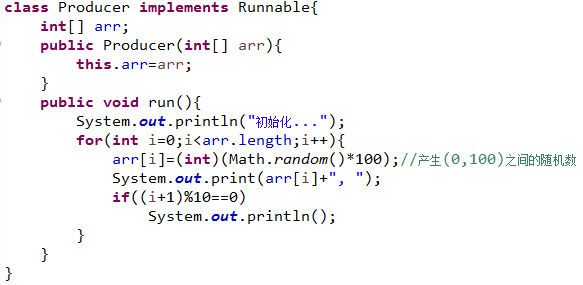 class Producer implements Runnable{
    int[] arr;
    public Producer(int[] arr){
        this.arr=arr;
    }
    public void run(){
        System.out.println("初始化...");
        for(int i=0;i<arr.length;i++){
            arr[i]=(int)(Math.random()*100);//产生(0,100)之间的随机数
            System.out.print(arr[i]+", ");
            if((i+1)%10==0)
                System.out.println();
        }
    }
}